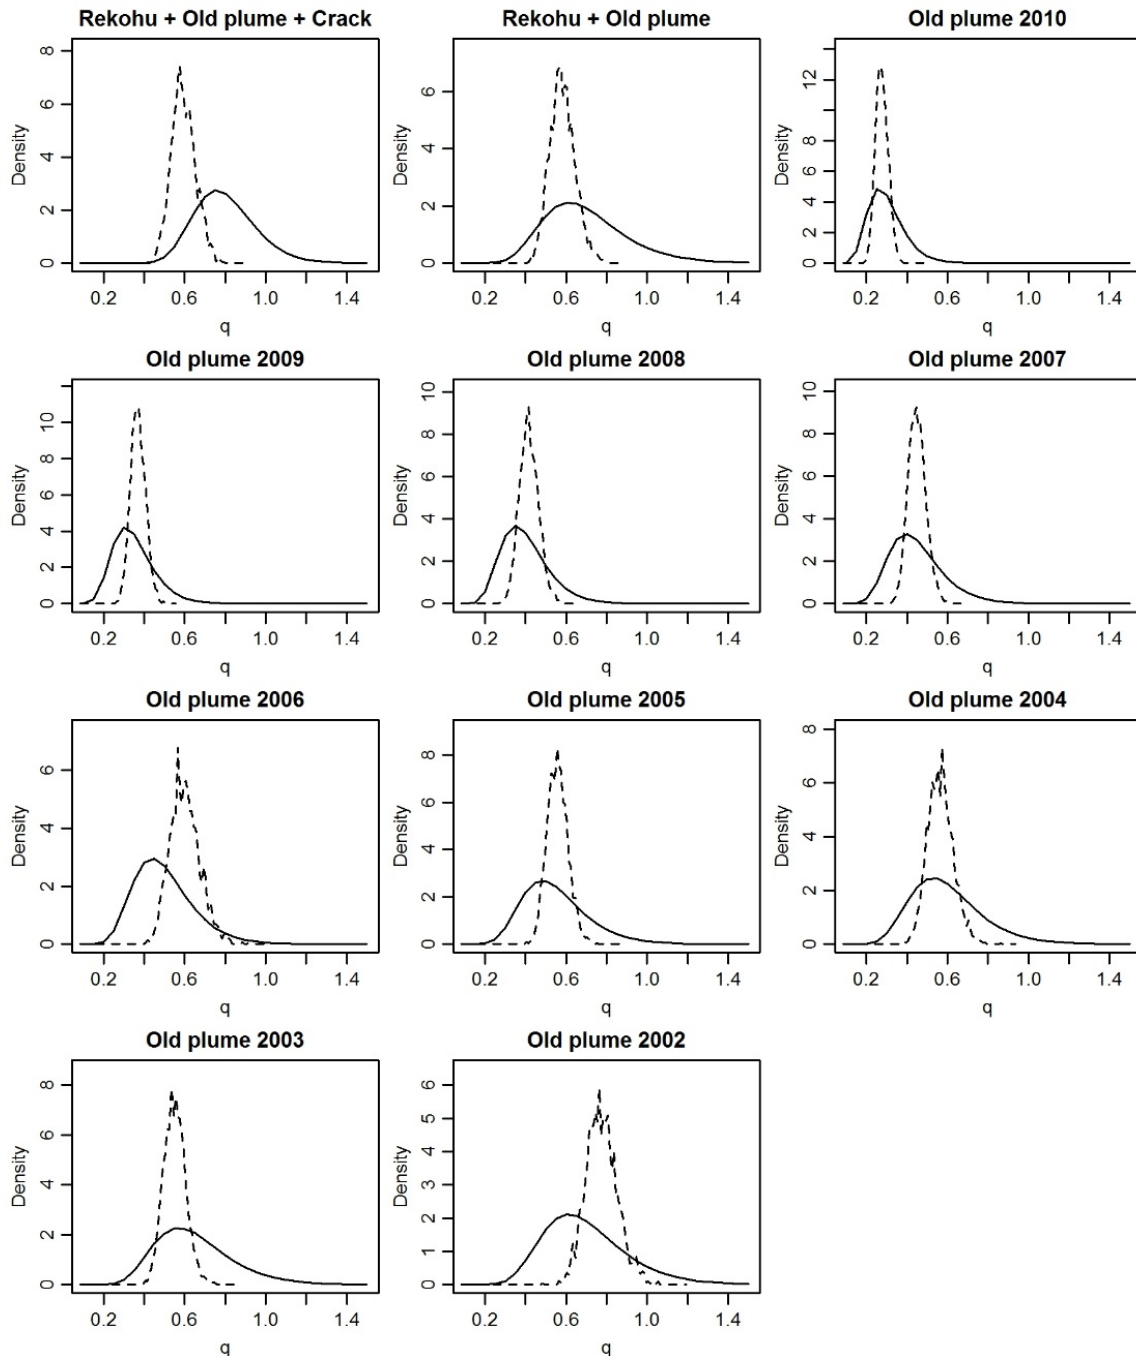 Rekohu + Old plume + Crack
Density
0 2 4 6 8
0.2 0.6 1.0 1.4
q
Rekohu + Old plume
Density
0 2 4 6
0.2 0.6 1.0 1.4
q
Old plume 2010
Density
0 2 4 6 8 12
0.2 0.6 1.0 1.4
q
Old plume 2009
Density
0 2 4 6 8 10
0.2 0.6 1.0 1.4
q
Old plume 2008
Density
0 2 4 6 8 10
0.2 0.6 1.0 1.4
q
Old plume 2007
Density
0 2 4 6 8 10
0.2 0.6 1.0 1.4
q
Old plume 2006
Density
0 2 4 6
0.2 0.6 1.0 1.4
q
Old plume 2005
Density
0 2 4 6 8
0.2 0.6 1.0 1.4
q
Old plume 2004
Density
0 2 4 6 8
0.2 0.6 1.0 1.4
q
Old plume 2003
Density
0 2 4 6 8
0.2 0.6 1.0 1.4
q
Old plume 2002
Density
0 1 2 3 4 5 6
0.2 0.6 1.0 1.4
q